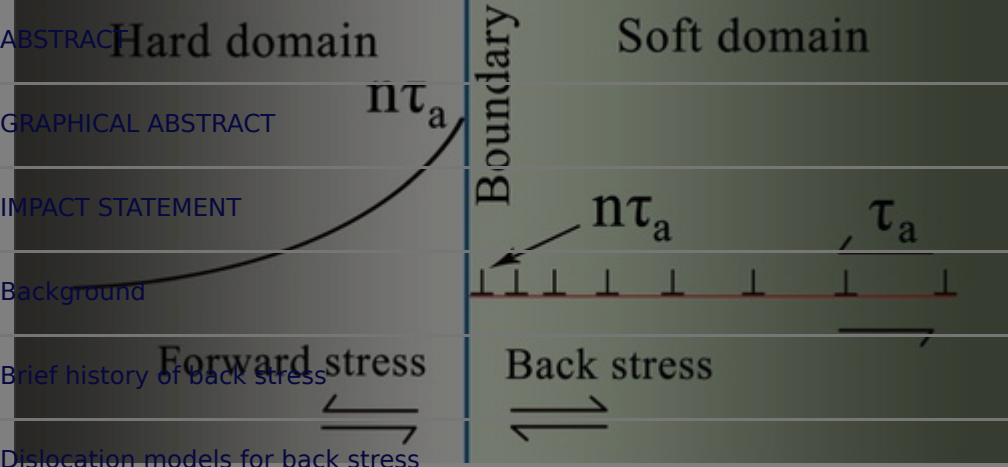 ABSTRACT
Hard domain
Soft domain
Boundary
nτa
GRAPHICAL ABSTRACT
IMPACT STATEMENT
nτa
τa
Background
Forward stress
Back stress
Brief history of back stress
Dislocation models for back stress